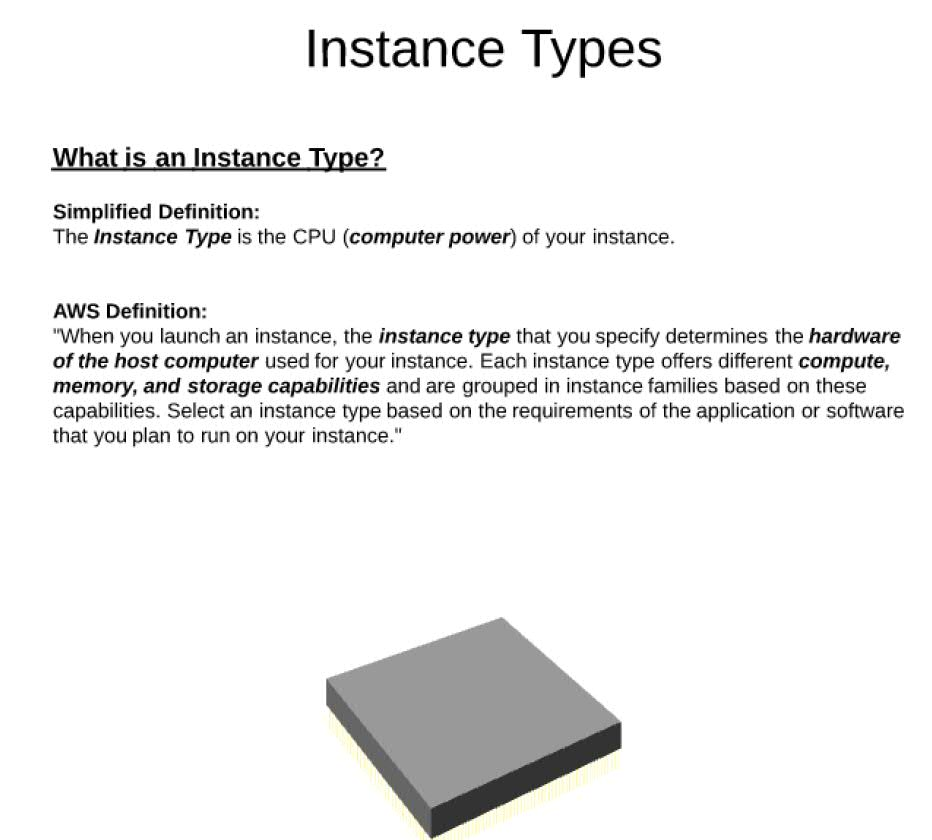 Instance Types
What is an Instance Type?
Simplified Definition:
The Instance Type is the CPU (computer power) of your instance.
AWS Definition:
"When you launch an instance, the instance type that you specify determines the hardware
of the host computer used for your instance. Each instance type offers different compute,
memory, and storage capabilities and are grouped in instance families based on these
capabilities. Select an instance type based on the requirements of the application or software
that you plan to run on your instance."